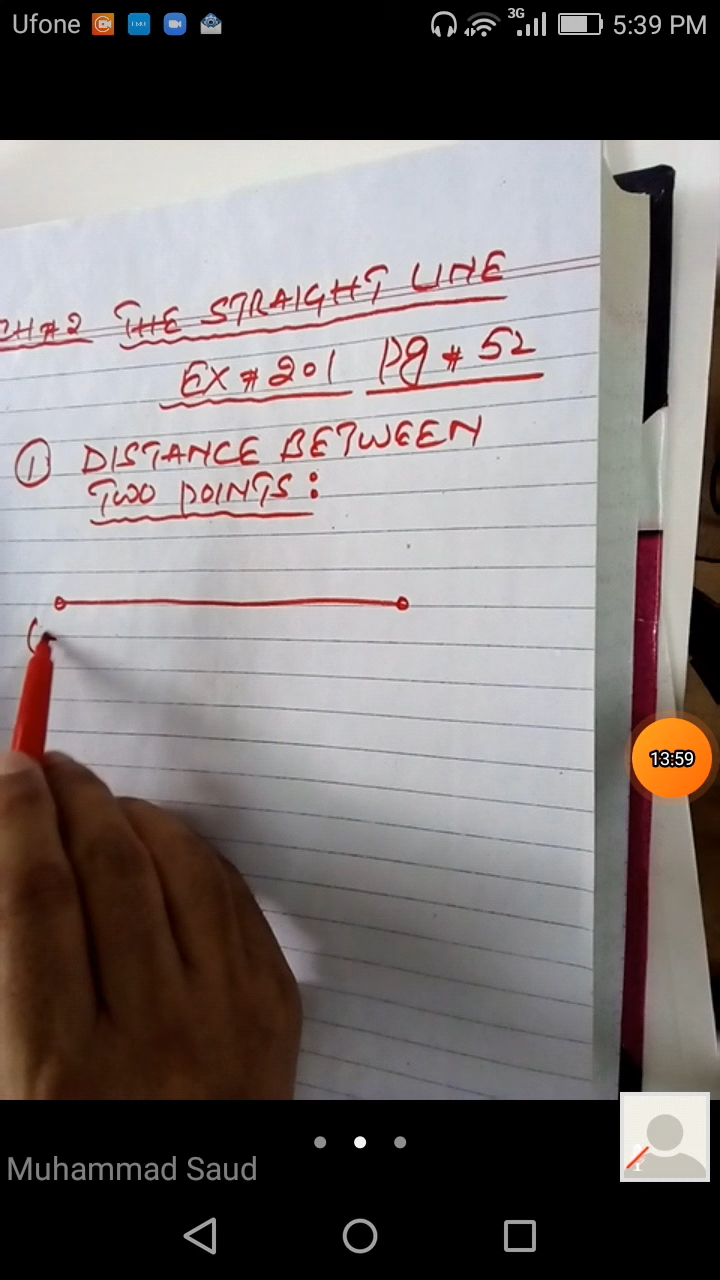 Ufone 3G 5:39 PM
CH # 2 THE STRAIGHT LINE
EX # 2.1 Pg # 52
① DISTANCE BETWEEN
TWO POINTS:
(
13:59
Muhammad Saud